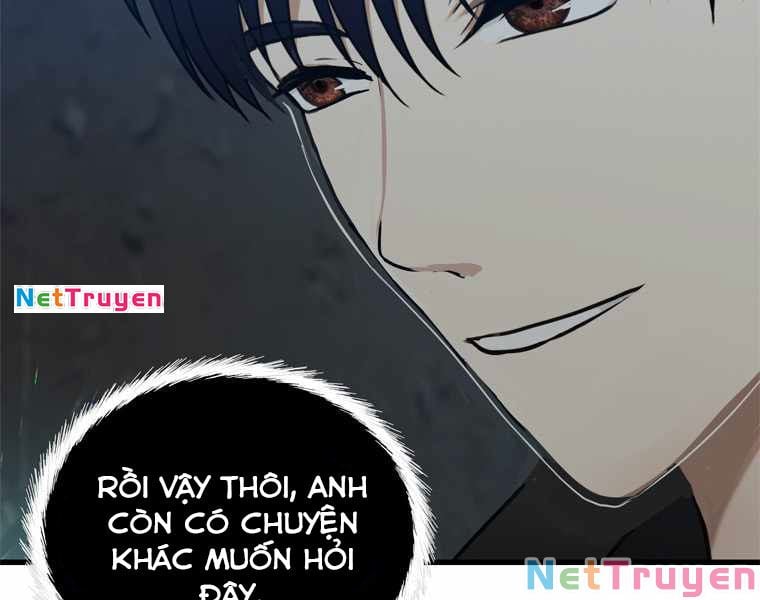 NetTruyen
RỒI VẬY THÔI, ANH
CÒN CÓ CHUYỆN
KHÁC MUỐN HỎI
ĐÂY.
NetTruyen